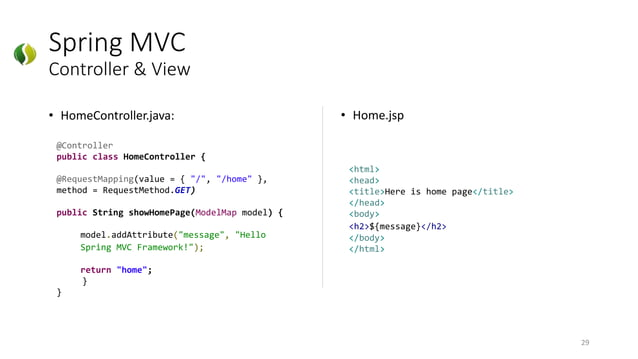 Spring MVC
Controller & View
• HomeController.java:
@Controller
public class HomeController {
@RequestMapping(value = { "/", "/home" },
method = RequestMethod.GET)
public String showHomePage(ModelMap model) {
model.addAttribute("message", "Hello
Spring MVC Framework!");
return "home";
}
}
• Home.jsp
<html>
<head>
<title>Here is home page</title>
</head>
<body>
<h2>${message}</h2>
</body>
</html>
29